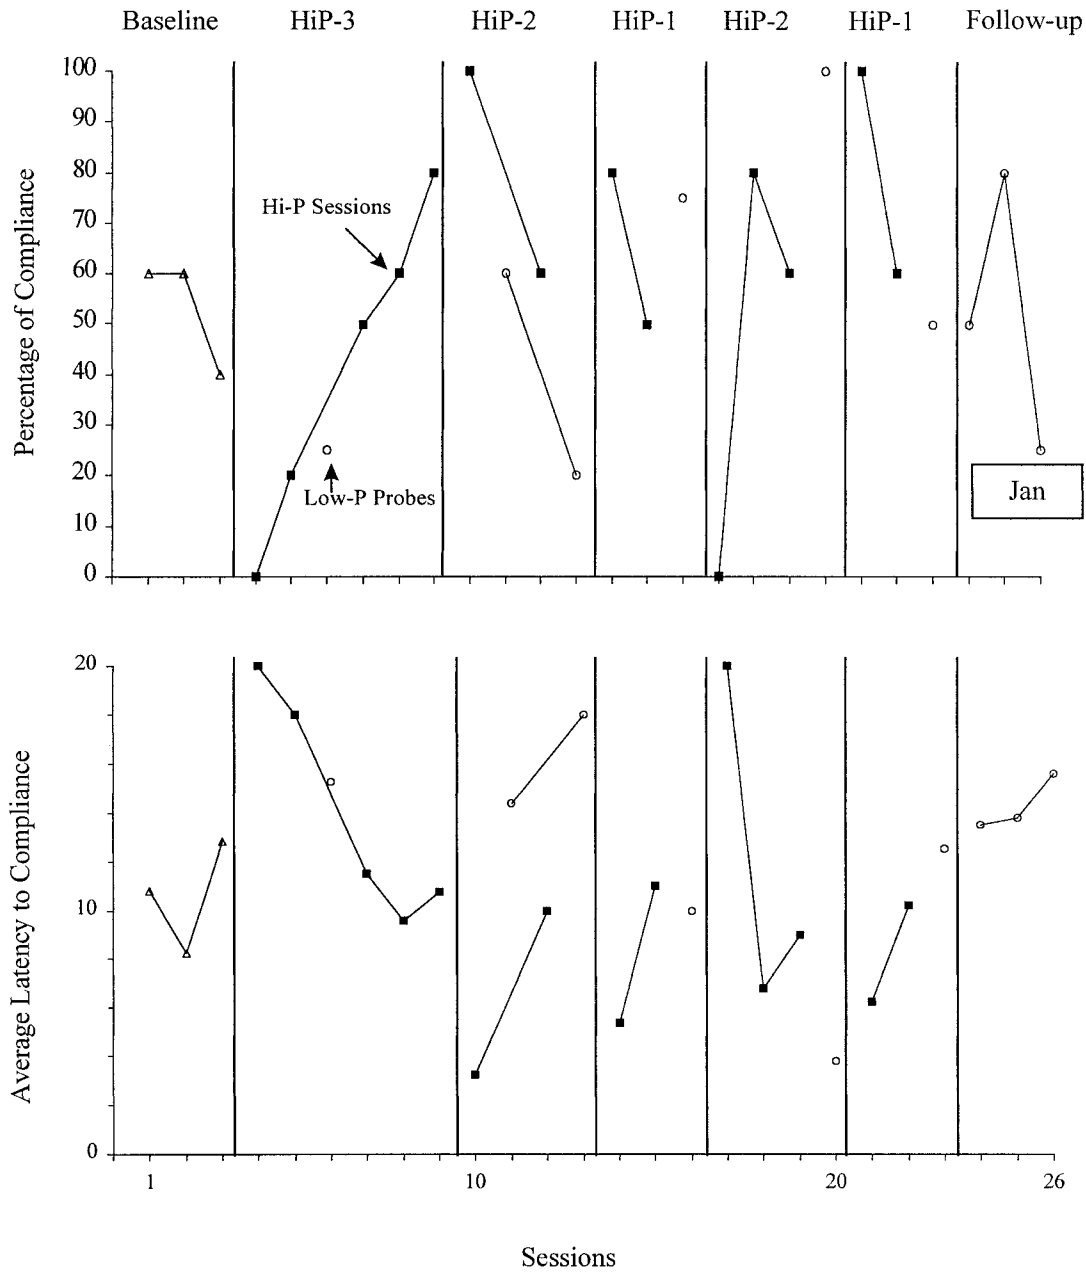 Baseline HiP-3 HiP-2 HiP-1 HiP-2 HiP-1 Follow-up
100
90
80
70
60
50
40
30
20
10
0
Percentage of Compliance
Hi-P Sessions
Low-P Probes
Jan
20
10
0
Average Latency to Compliance
1 10 20 26
Sessions